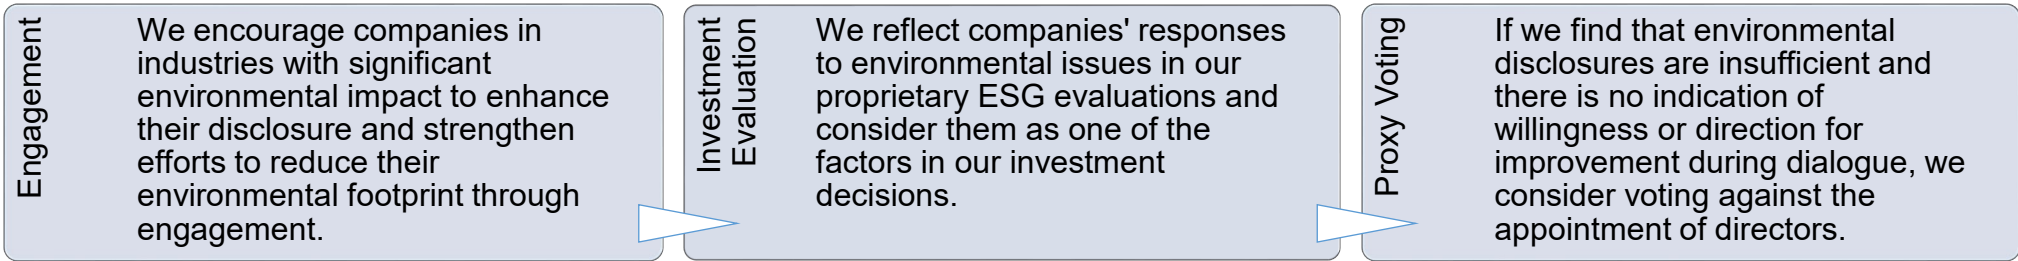 Engagement
We encourage companies in
industries with significant
environmental impact to enhance
their disclosure and strengthen
efforts to reduce their
environmental footprint through
engagement.
Investment
Evaluation
We reflect companies' responses
to environmental issues in our
proprietary ESG evaluations and
consider them as one of the
factors in our investment
decisions.
Proxy Voting
If we find that environmental
disclosures are insufficient and
there is no indication of
willingness or direction for
improvement during dialogue, we
consider voting against the
appointment of directors.